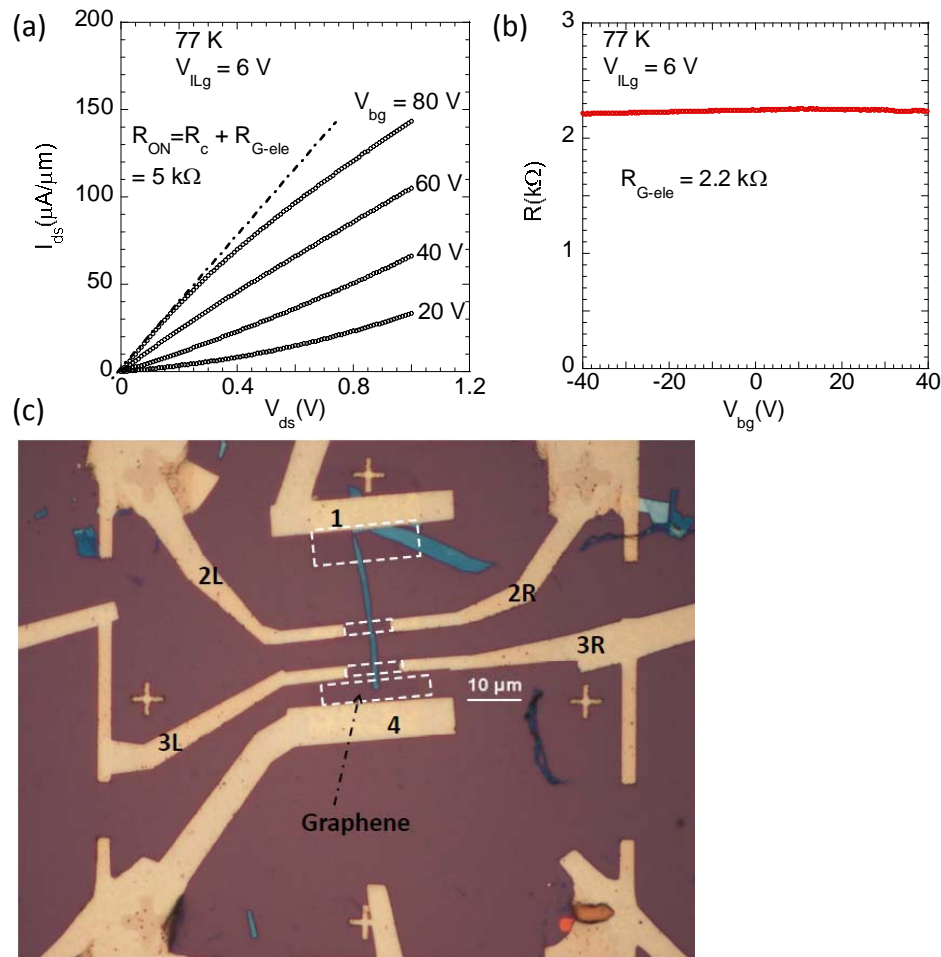 (a)
77 K
V_ILg = 6 V
V_bg = 80 V
R_ON=R_c + R_G-ele
= 5 kΩ
60 V
40 V
20 V
200
150
100
50
0
I_ds(μA/μm)
0
0.4
0.8
1.2
V_ds(V)
(b)
77 K
V_ILg = 6 V
R_G-ele = 2.2 kΩ
3
2
1
0
R(kΩ)
-40
-20
0
20
40
V_bg(V)
(c)
1
2L
2R
3R
10 μm
4
3L
Graphene